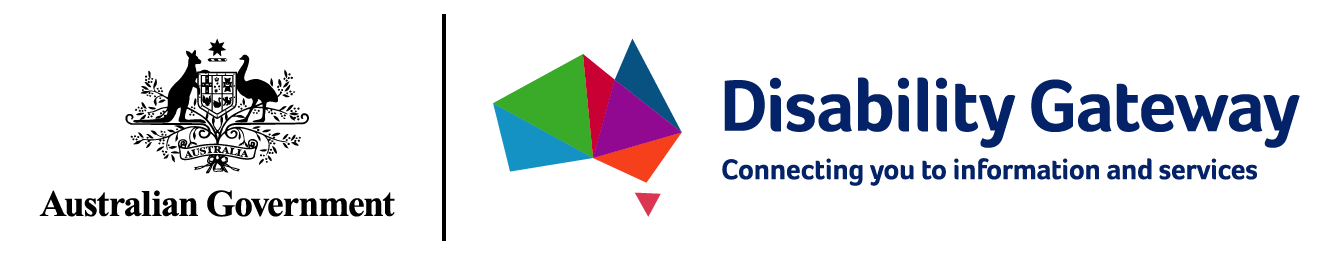 AUSTRALIA
Australian Government
Disability Gateway
Connecting you to information and services